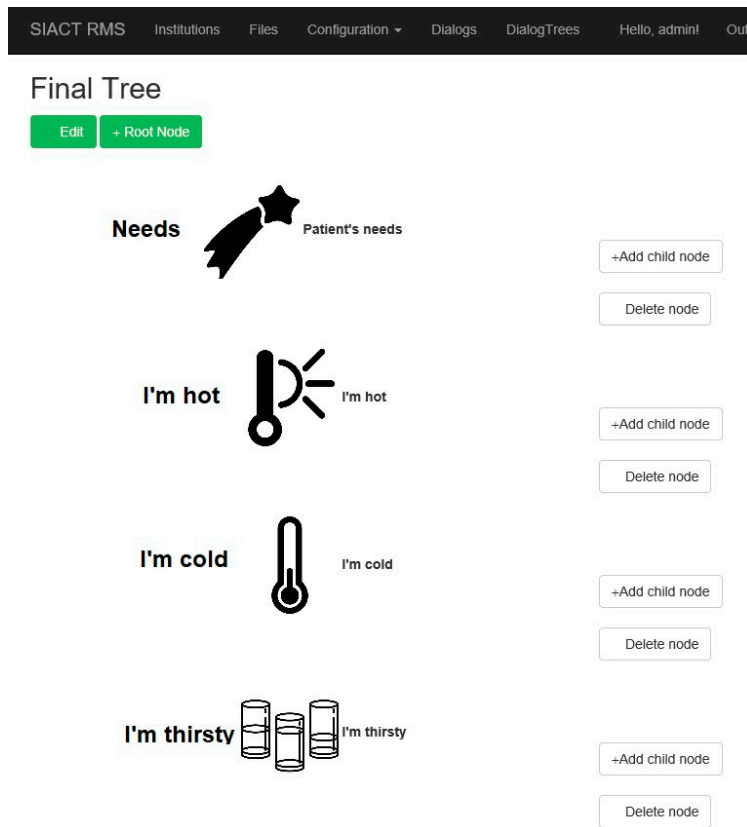 SIACT RMS Institutions Files Configuration Dialogs DialogTrees Hello, admin! Out
Final Tree
Edit + Root Node
Needs Patient's needs
+Add child node
Delete node
I'm hot I'm hot
+Add child node
Delete node
I'm cold I'm cold
+Add child node
Delete node
I'm thirsty I'm thirsty
+Add child node
Delete node